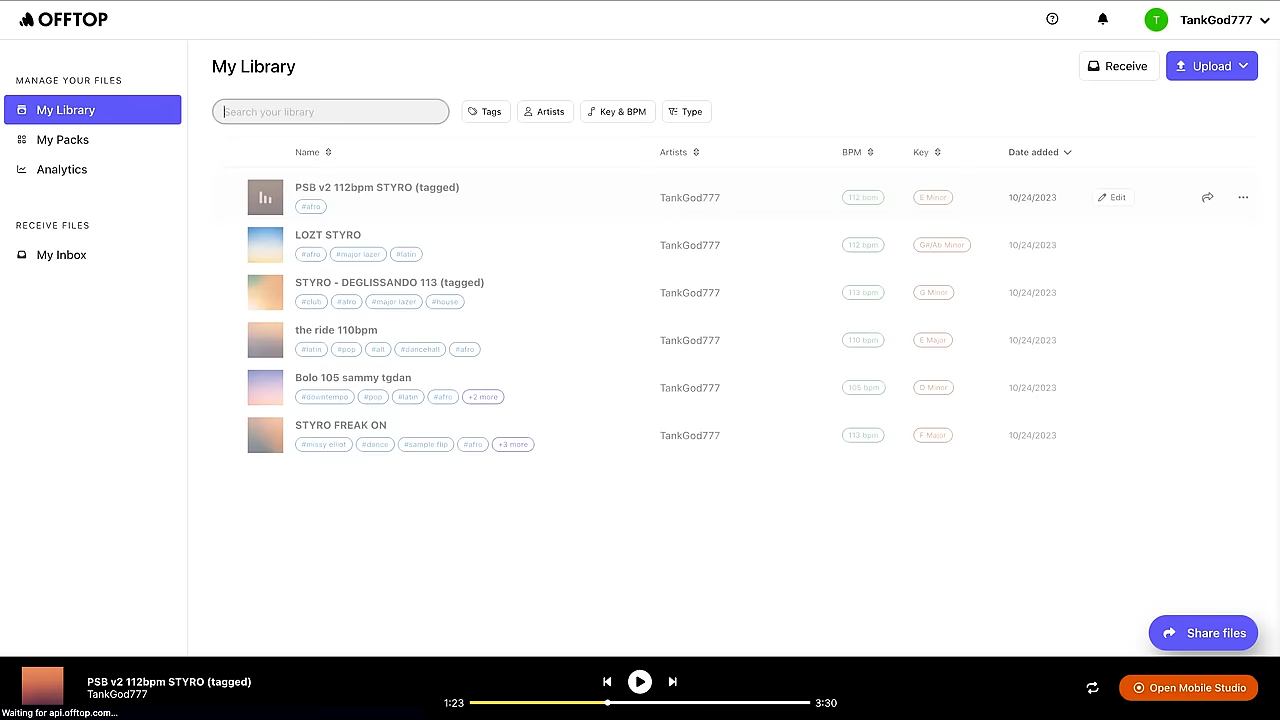 OFFTOP
T
TankGod777
MANAGE YOUR FILES
My Library
My Packs
Analytics
RECEIVE FILES
My Inbox
My Library
Receive
Upload
Search your library
Tags
Artists
Key & BPM
Type
Name
Artists
BPM
Key
Date added
PSB v2 112bpm STYRO (tagged)
#afro
TankGod777
112 bpm
E Minor
10/24/2023
Edit
LOZT STYRO
#afro #major lazer #latin
TankGod777
112 bpm
G#/Ab Minor
10/24/2023
STYRO - DEGLISSANDO 113 (tagged)
#club #afro #major lazer #house
TankGod777
113 bpm
G Minor
10/24/2023
the ride 110bpm
#latin #pop #alt #dancehall #afro
TankGod777
110 bpm
E Major
10/24/2023
Bolo 105 sammy tgdan
#downtempo #pop #latin #afro +2 more
TankGod777
105 bpm
D Minor
10/24/2023
STYRO FREAK ON
#missy elliot #dance #sample flip #afro +3 more
TankGod777
113 bpm
F Major
10/24/2023
Share files
PSB v2 112bpm STYRO (tagged)
TankGod777
1:23
3:30
Open Mobile Studio
Waiting for api.offtop.com...